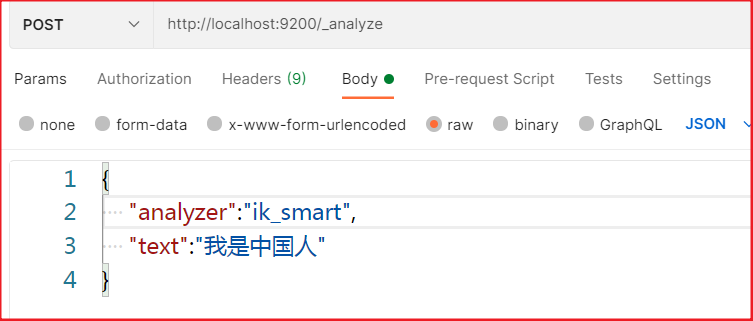 POST http://localhost:9200/_analyze
Params Authorization Headers (9) Body Pre-request Script Tests Settings
none form-data x-www-form-urlencoded raw binary GraphQL JSON
1 {
2 "analyzer":"ik_smart",
3 "text":"我是中国人"
4 }